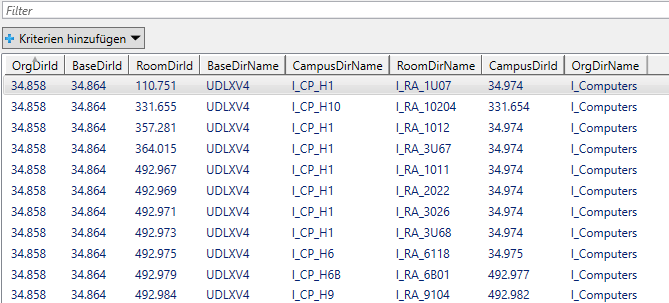 Filter
Kriterien hinzufügen
OrgDirId BaseDirId RoomDirId BaseDirName CampusDirName RoomDirName CampusDirId OrgDirName
34.858 34.864 110.751 UDLXV4 I_CP_H1 I_RA_1U07 34.974 I_Computers
34.858 34.864 331.655 UDLXV4 I_CP_H10 I_RA_10204 331.654 I_Computers
34.858 34.864 357.281 UDLXV4 I_CP_H1 I_RA_1012 34.974 I_Computers
34.858 34.864 364.015 UDLXV4 I_CP_H1 I_RA_3U67 34.974 I_Computers
34.858 34.864 492.967 UDLXV4 I_CP_H1 I_RA_1011 34.974 I_Computers
34.858 34.864 492.969 UDLXV4 I_CP_H1 I_RA_2022 34.974 I_Computers
34.858 34.864 492.971 UDLXV4 I_CP_H1 I_RA_3026 34.974 I_Computers
34.858 34.864 492.973 UDLXV4 I_CP_H1 I_RA_3U68 34.974 I_Computers
34.858 34.864 492.975 UDLXV4 I_CP_H6 I_RA_6118 34.975 I_Computers
34.858 34.864 492.979 UDLXV4 I_CP_H6B I_RA_6B01 492.977 I_Computers
34.858 34.864 492.984 UDLXV4 I_CP_H9 I_RA_9104 492.982 I_Computers